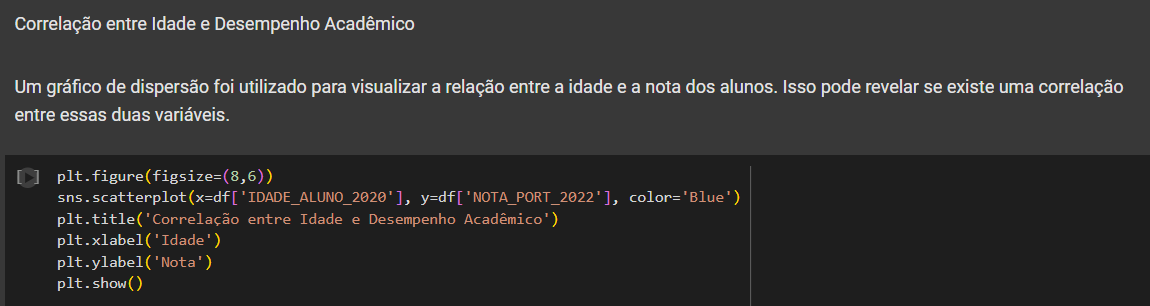 Correlação entre Idade e Desempenho Acadêmico
Um gráfico de dispersão foi utilizado para visualizar a relação entre a idade e a nota dos alunos. Isso pode revelar se existe uma correlação
entre essas duas variáveis.
plt.figure(figsize=(8,6))
sns.scatterplot(x=df['IDADE_ALUNO_2020'], y=df['NOTA_PORT_2022'], color='Blue')
plt.title('Correlação entre Idade e Desempenho Acadêmico')
plt.xlabel('Idade')
plt.ylabel('Nota')
plt.show()